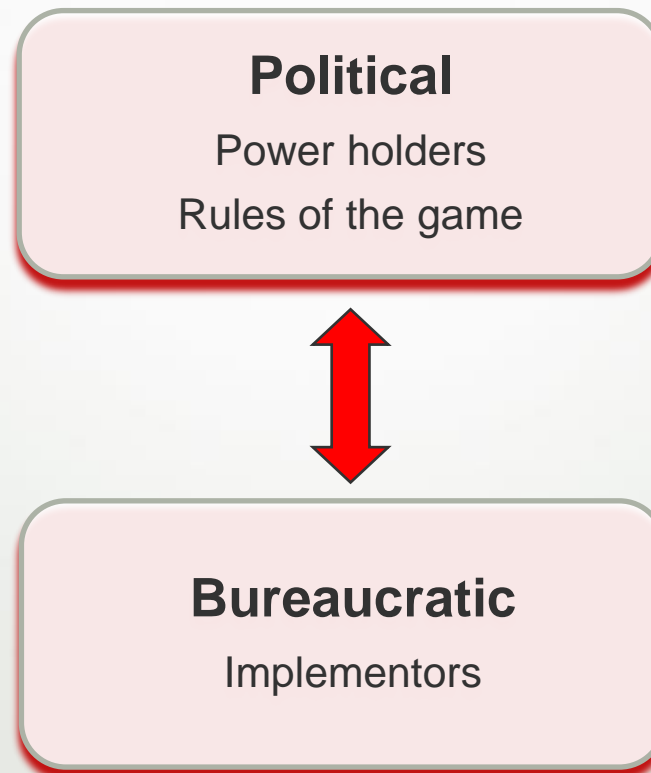 Political
Power holders
Rules of the game
Bureaucratic
Implementors